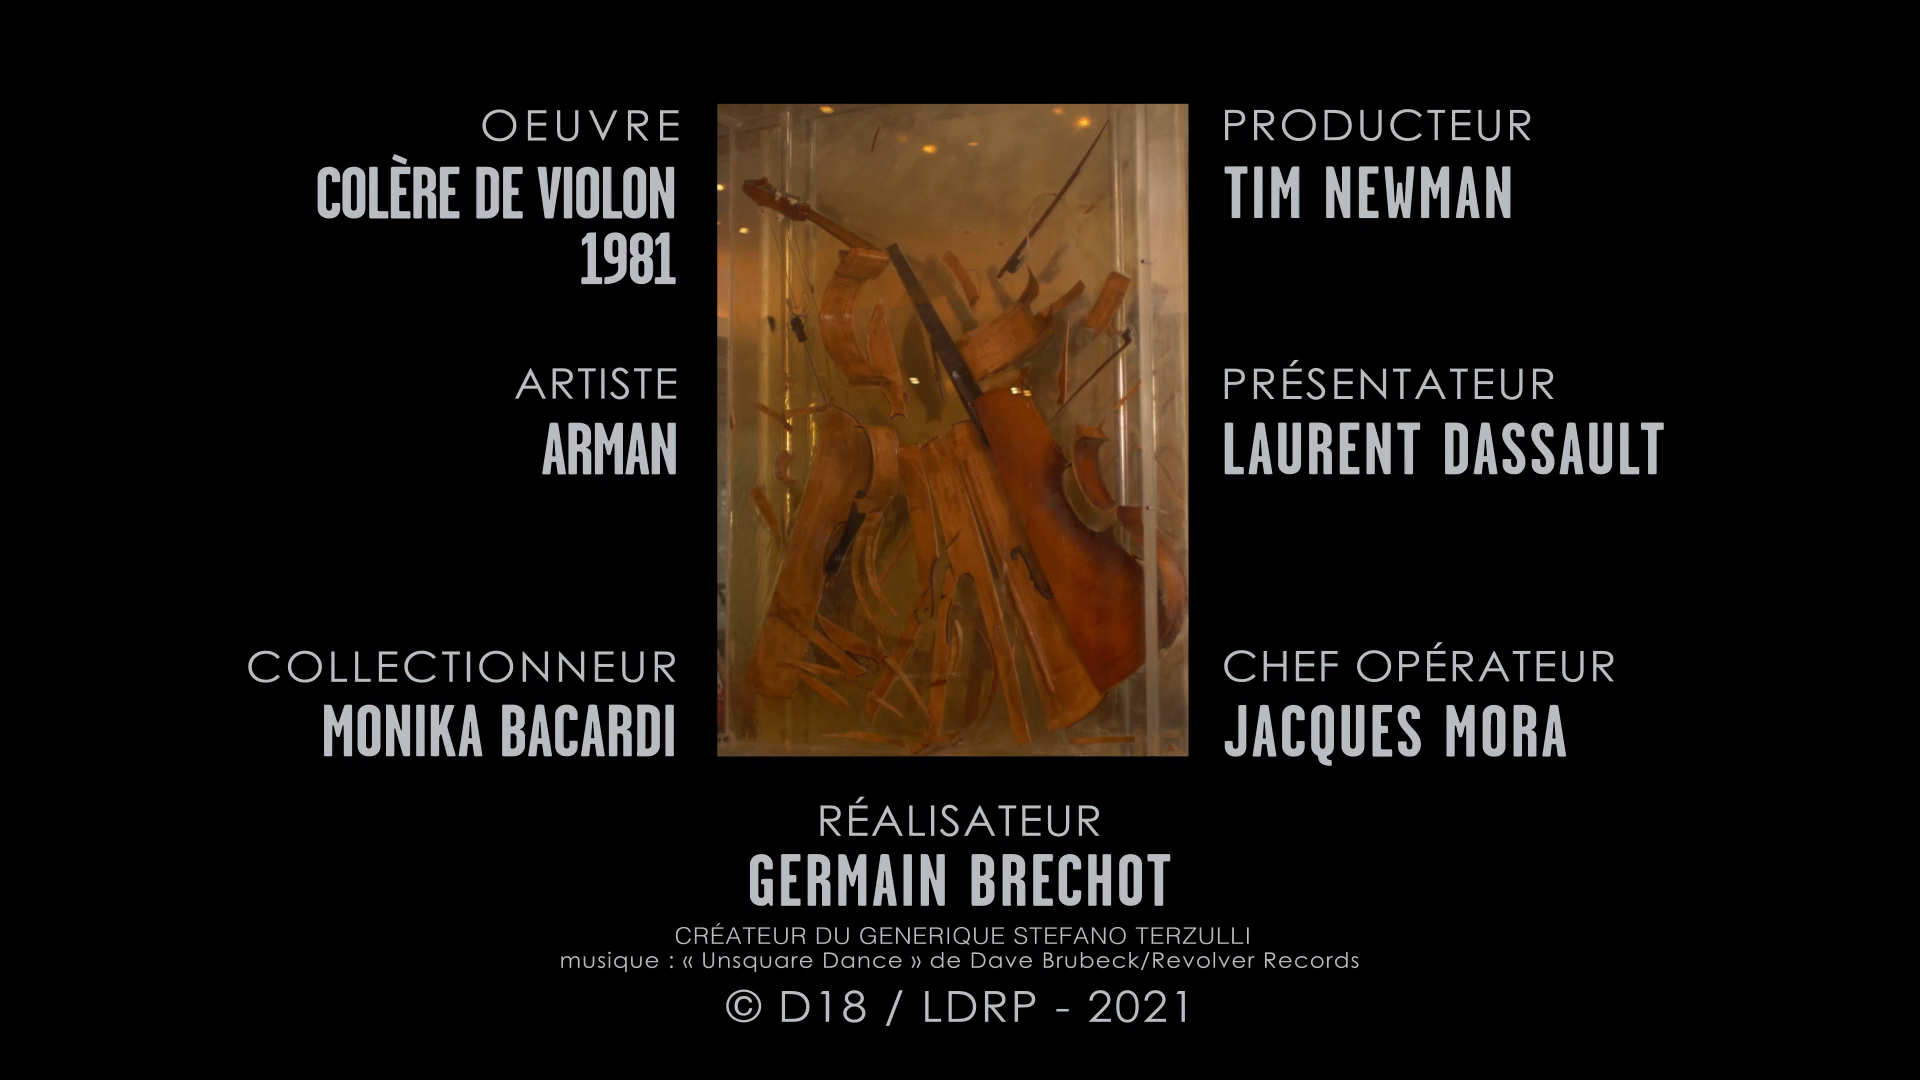 OEUVRE
COLÈRE DE VIOLON
1981
ARTISTE
ARMAN
COLLECTIONNEUR
MONIKA BACARDI
PRODUCTEUR
TIM NEWMAN
PRÉSENTATEUR
LAURENT DASSAULT
CHEF OPÉRATEUR
JACQUES MORA
RÉALISATEUR
GERMAIN BRECHOT
CRÉATEUR DU GENERIQUE STEFANO TERZULLI
musique : « Unsquare Dance » de Dave Brubeck/Revolver Records
© D18 / LDRP - 2021